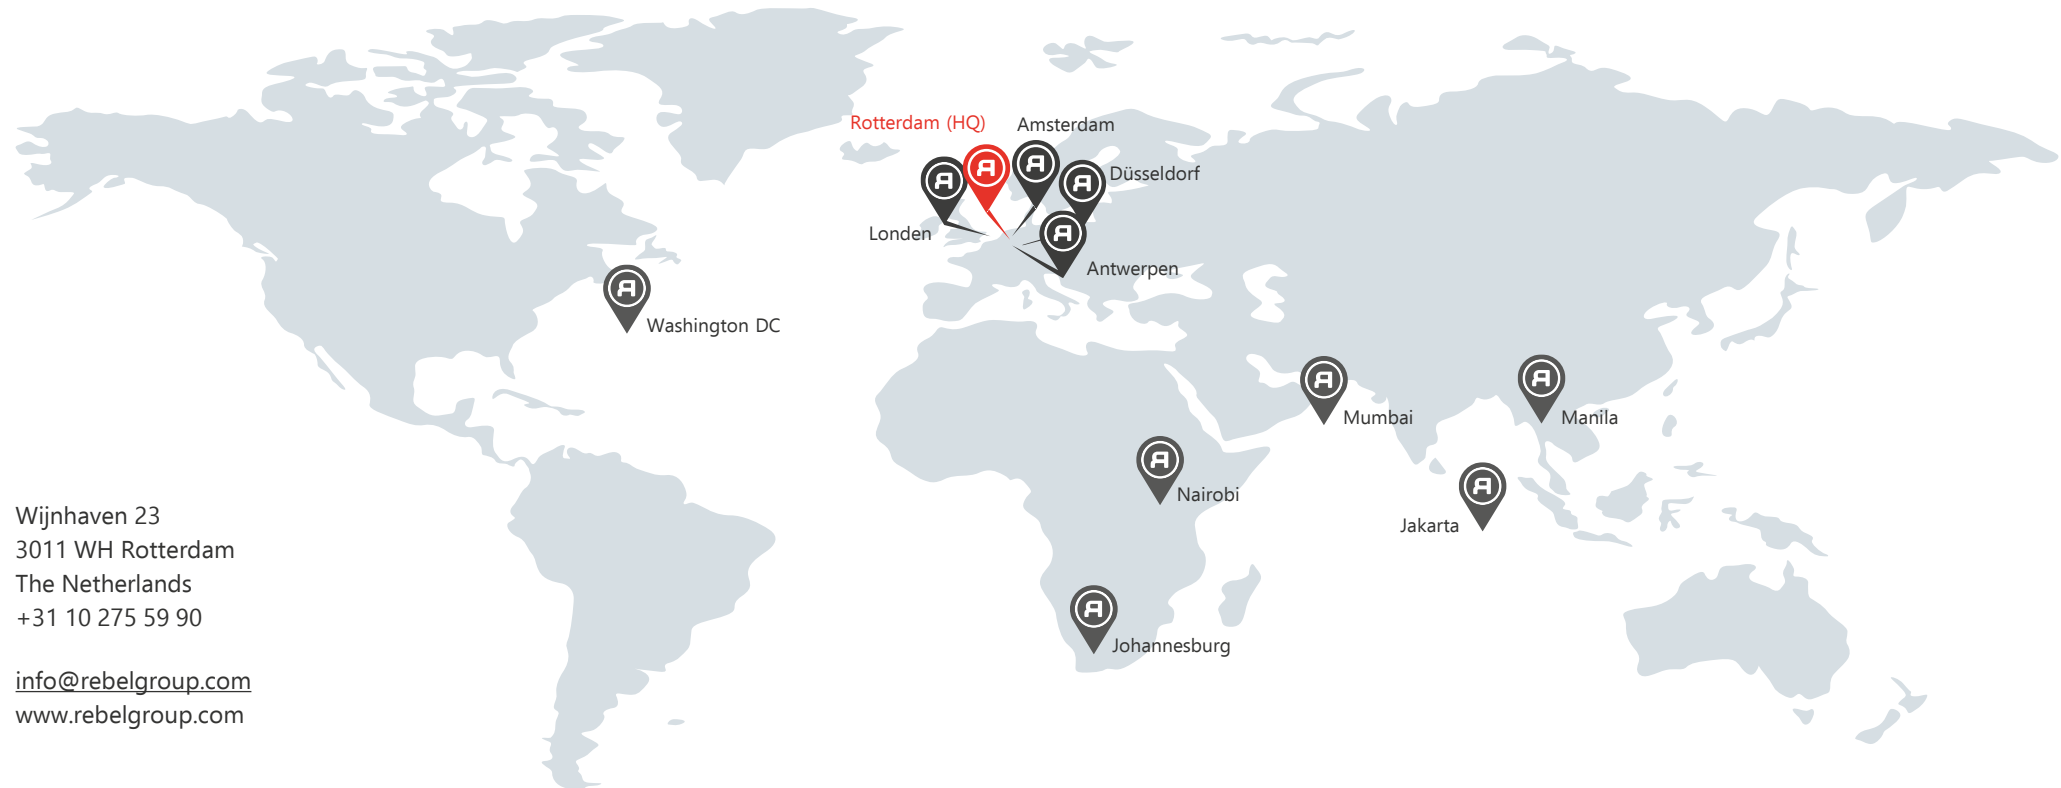 Rotterdam (HQ)
Amsterdam
Düsseldorf
Londen
Antwerpen
Washington DC
Mumbai
Manila
Nairobi
Jakarta
Johannesburg
Wijnhaven 23
3011 WH Rotterdam
The Netherlands
+31 10 275 59 90
info@rebelgroup.com
www.rebelgroup.com